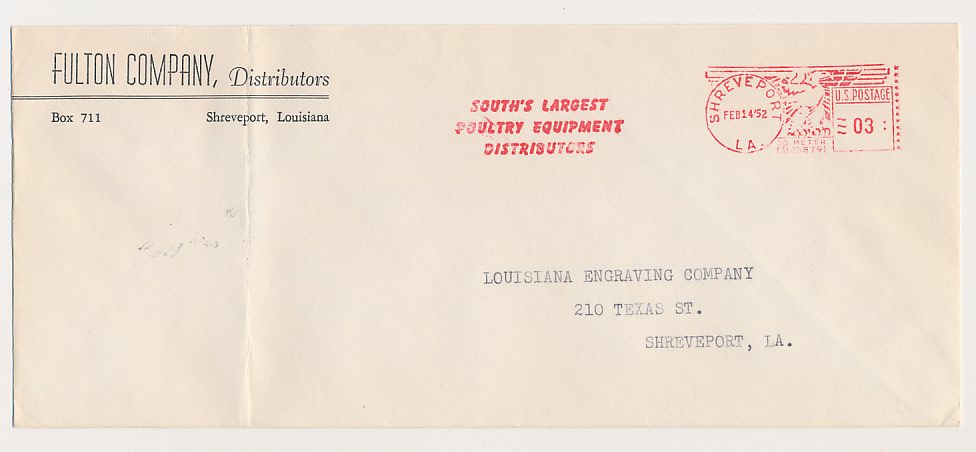 FULTON COMPANY, Distributors
Box 711 Shreveport, Louisiana
SOUTH'S LARGEST
POULTRY EQUIPMENT
DISTRIBUTORS
SHREVEPORT
FEB 14 '52
LA.
U.S. POSTAGE
03
METER
LOUISIANA ENGRAVING COMPANY
210 TEXAS ST.
SHREVEPORT, LA.